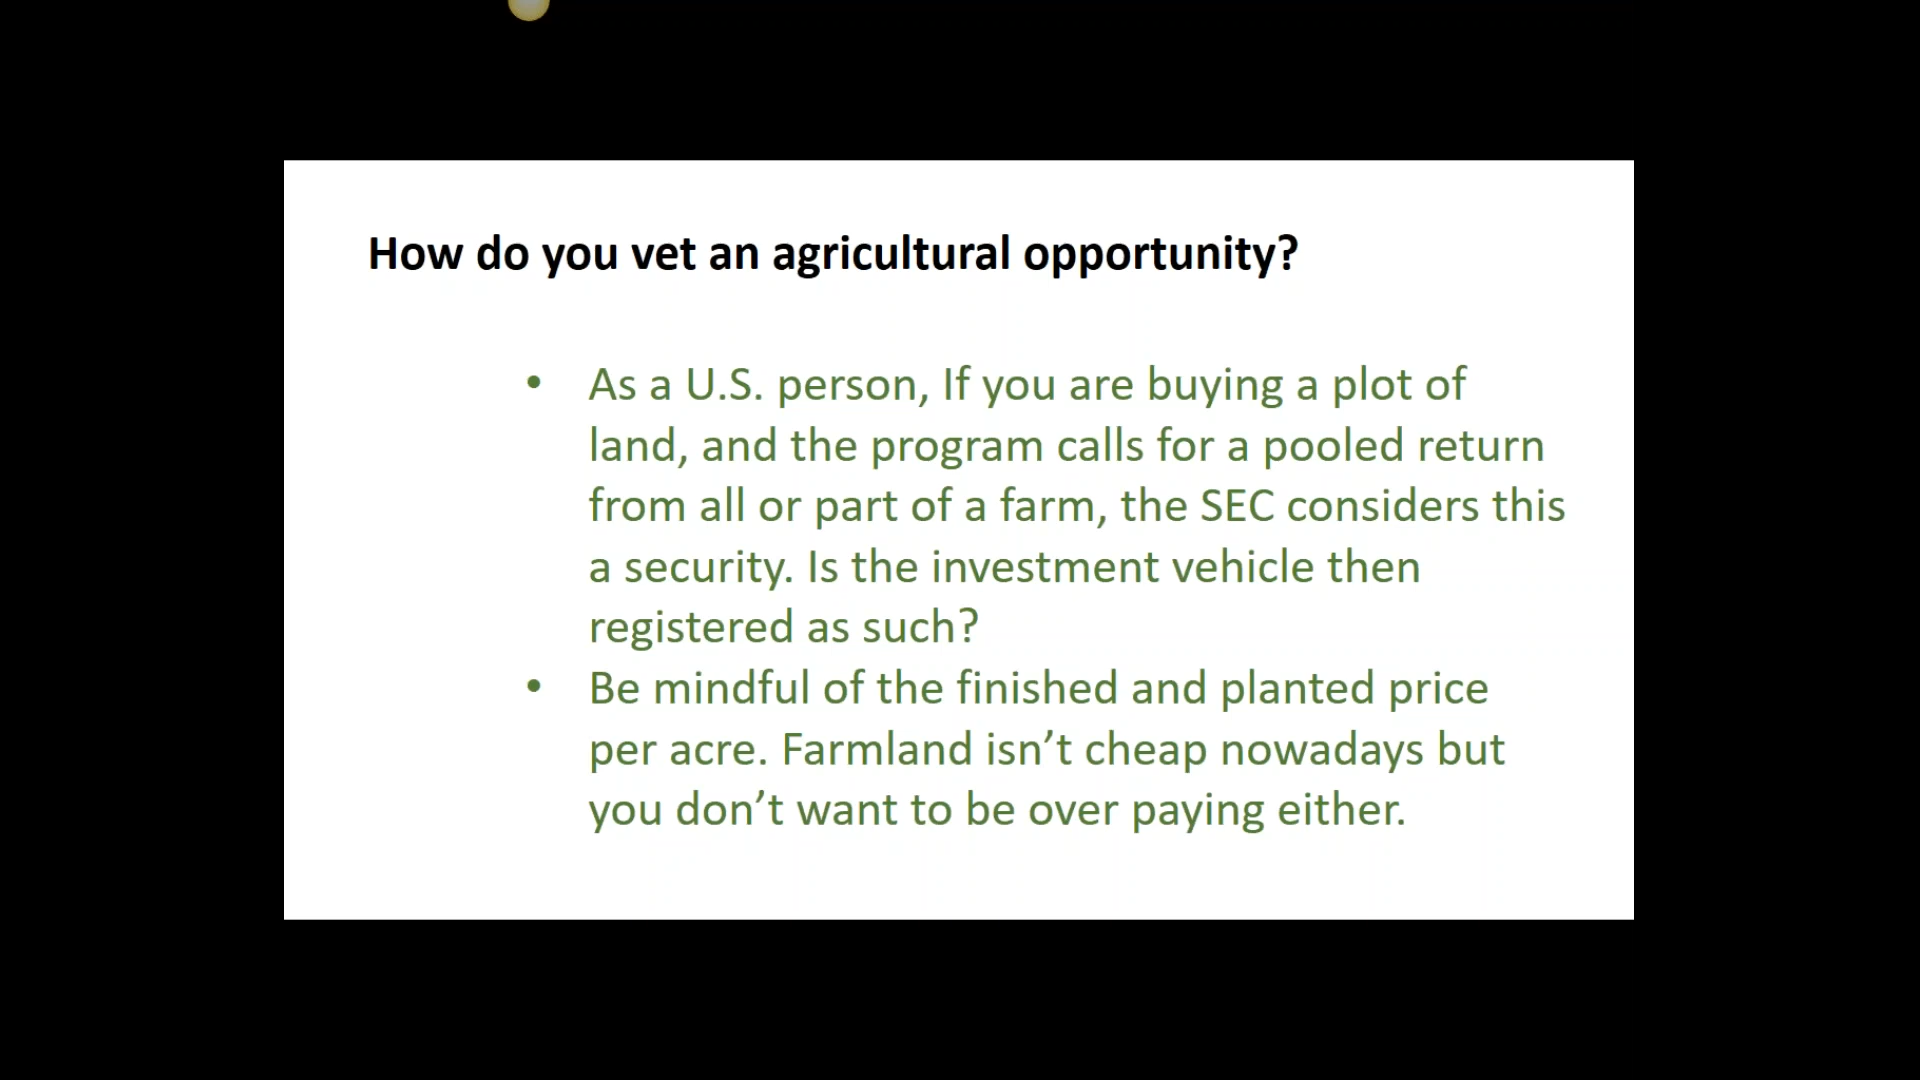 How do you vet an agricultural opportunity?
• As a U.S. person, If you are buying a plot of
land, and the program calls for a pooled return
from all or part of a farm, the SEC considers this
a security. Is the investment vehicle then
registered as such?
• Be mindful of the finished and planted price
per acre. Farmland isn’t cheap nowadays but
you don’t want to be over paying either.